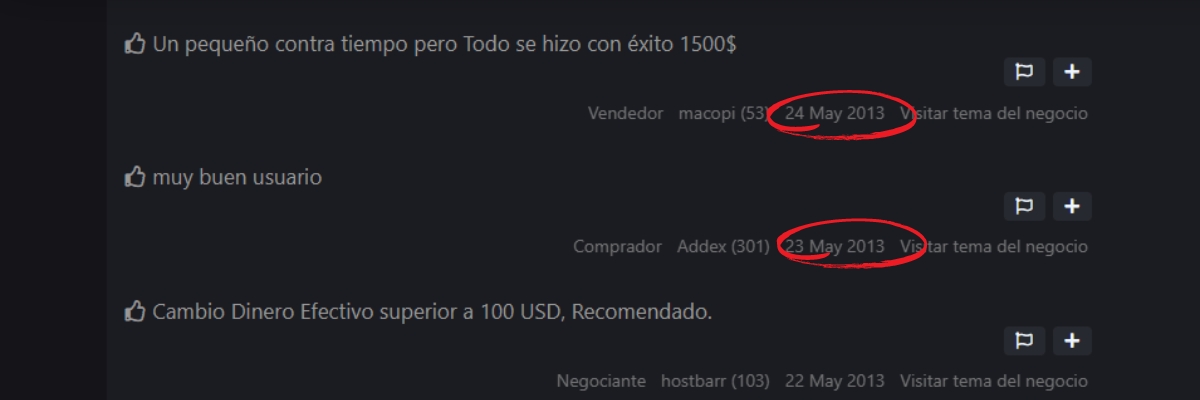 Un pequeño contra tiempo pero Todo se hizo con éxito 1500$
Vendedor macopi (53) 24 May 2013 Visitar tema del negocio
muy buen usuario
Comprador Addex (301) 23 May 2013 Visitar tema del negocio
Cambio Dinero Efectivo superior a 100 USD, Recomendado.
Negociante hostbarr (103) 22 May 2013 Visitar tema del negocio